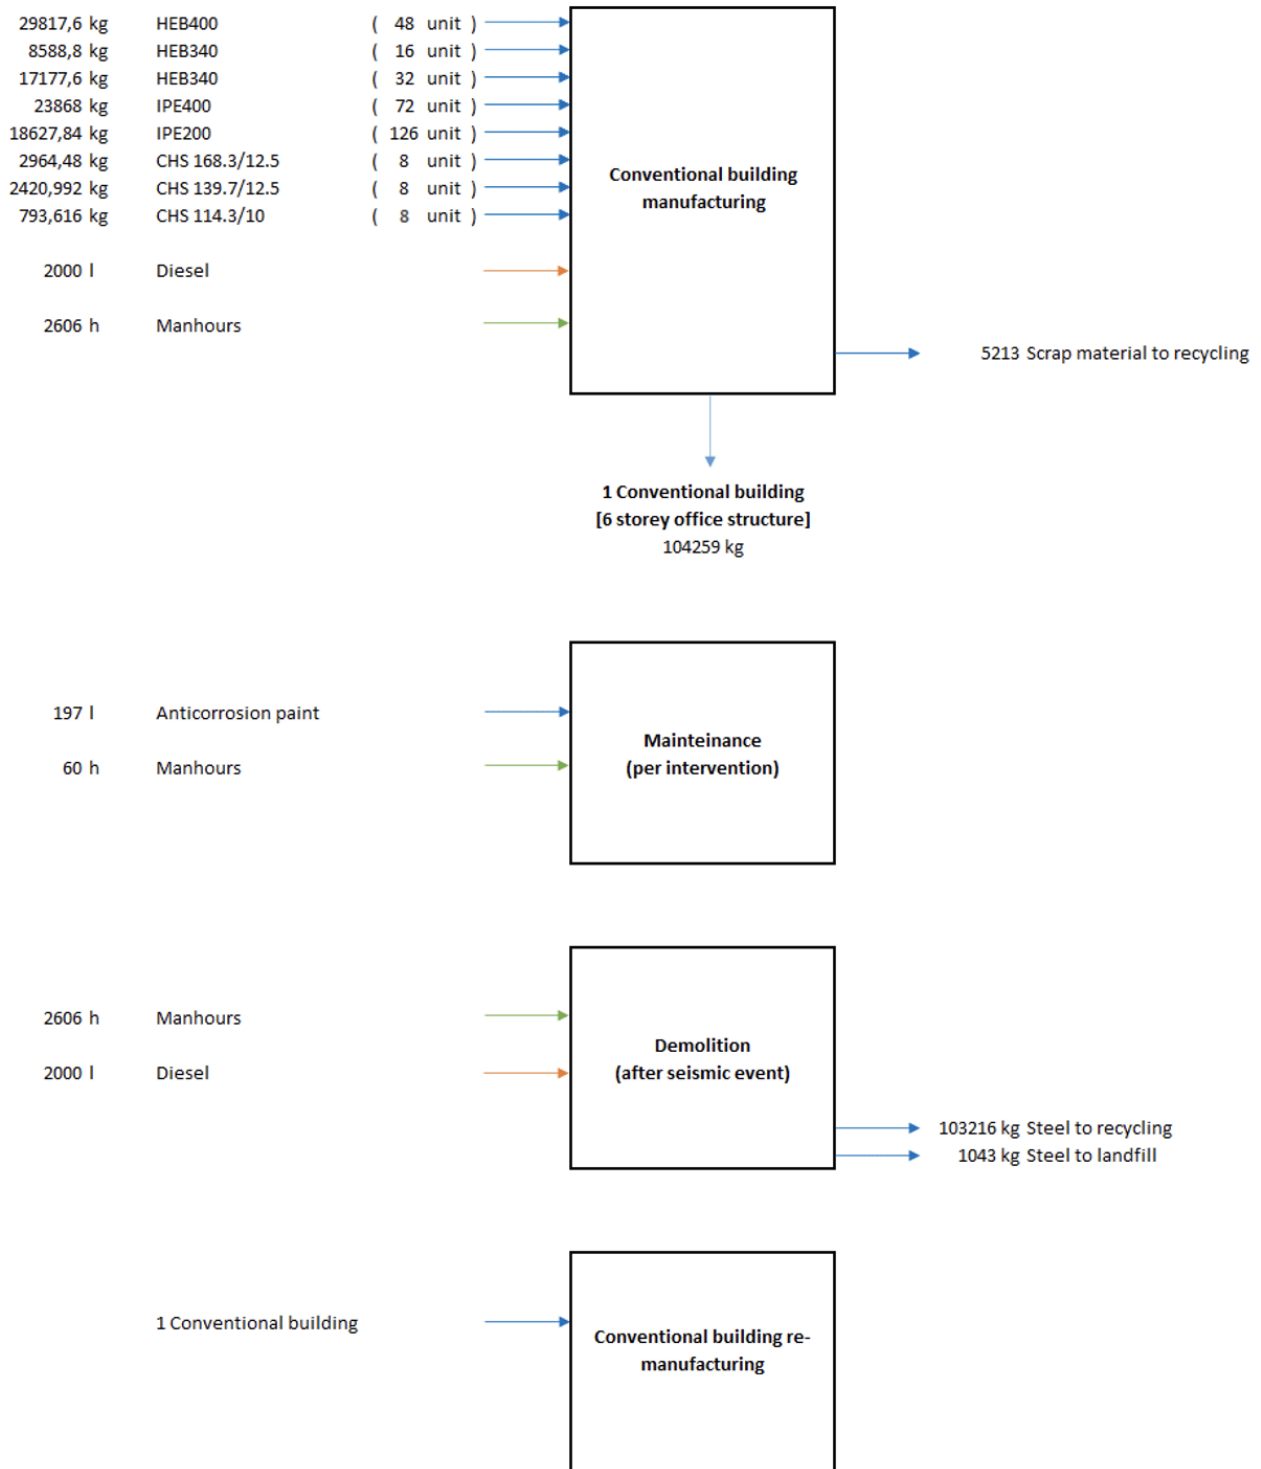 29817,6 kg HEB400 ( 48 unit )
8588,8 kg HEB340 ( 16 unit )
17177,6 kg HEB340 ( 32 unit )
23868 kg IPE400 ( 72 unit )
18627,84 kg IPE200 ( 126 unit )
2964,48 kg CHS 168.3/12.5 ( 8 unit )
2420,992 kg CHS 139.7/12.5 ( 8 unit )
793,616 kg CHS 114.3/10 ( 8 unit )
Conventional building
manufacturing
2000 l Diesel
2606 h Manhours
5213 Scrap material to recycling
1 Conventional building
[6 storey office structure]
104259 kg
197 l Anticorrosion paint
60 h Manhours
Mainteinance
(per intervention)
2606 h Manhours
2000 l Diesel
Demolition
(after seismic event)
103216 kg Steel to recycling
1043 kg Steel to landfill
1 Conventional building
Conventional building re-
manufacturing